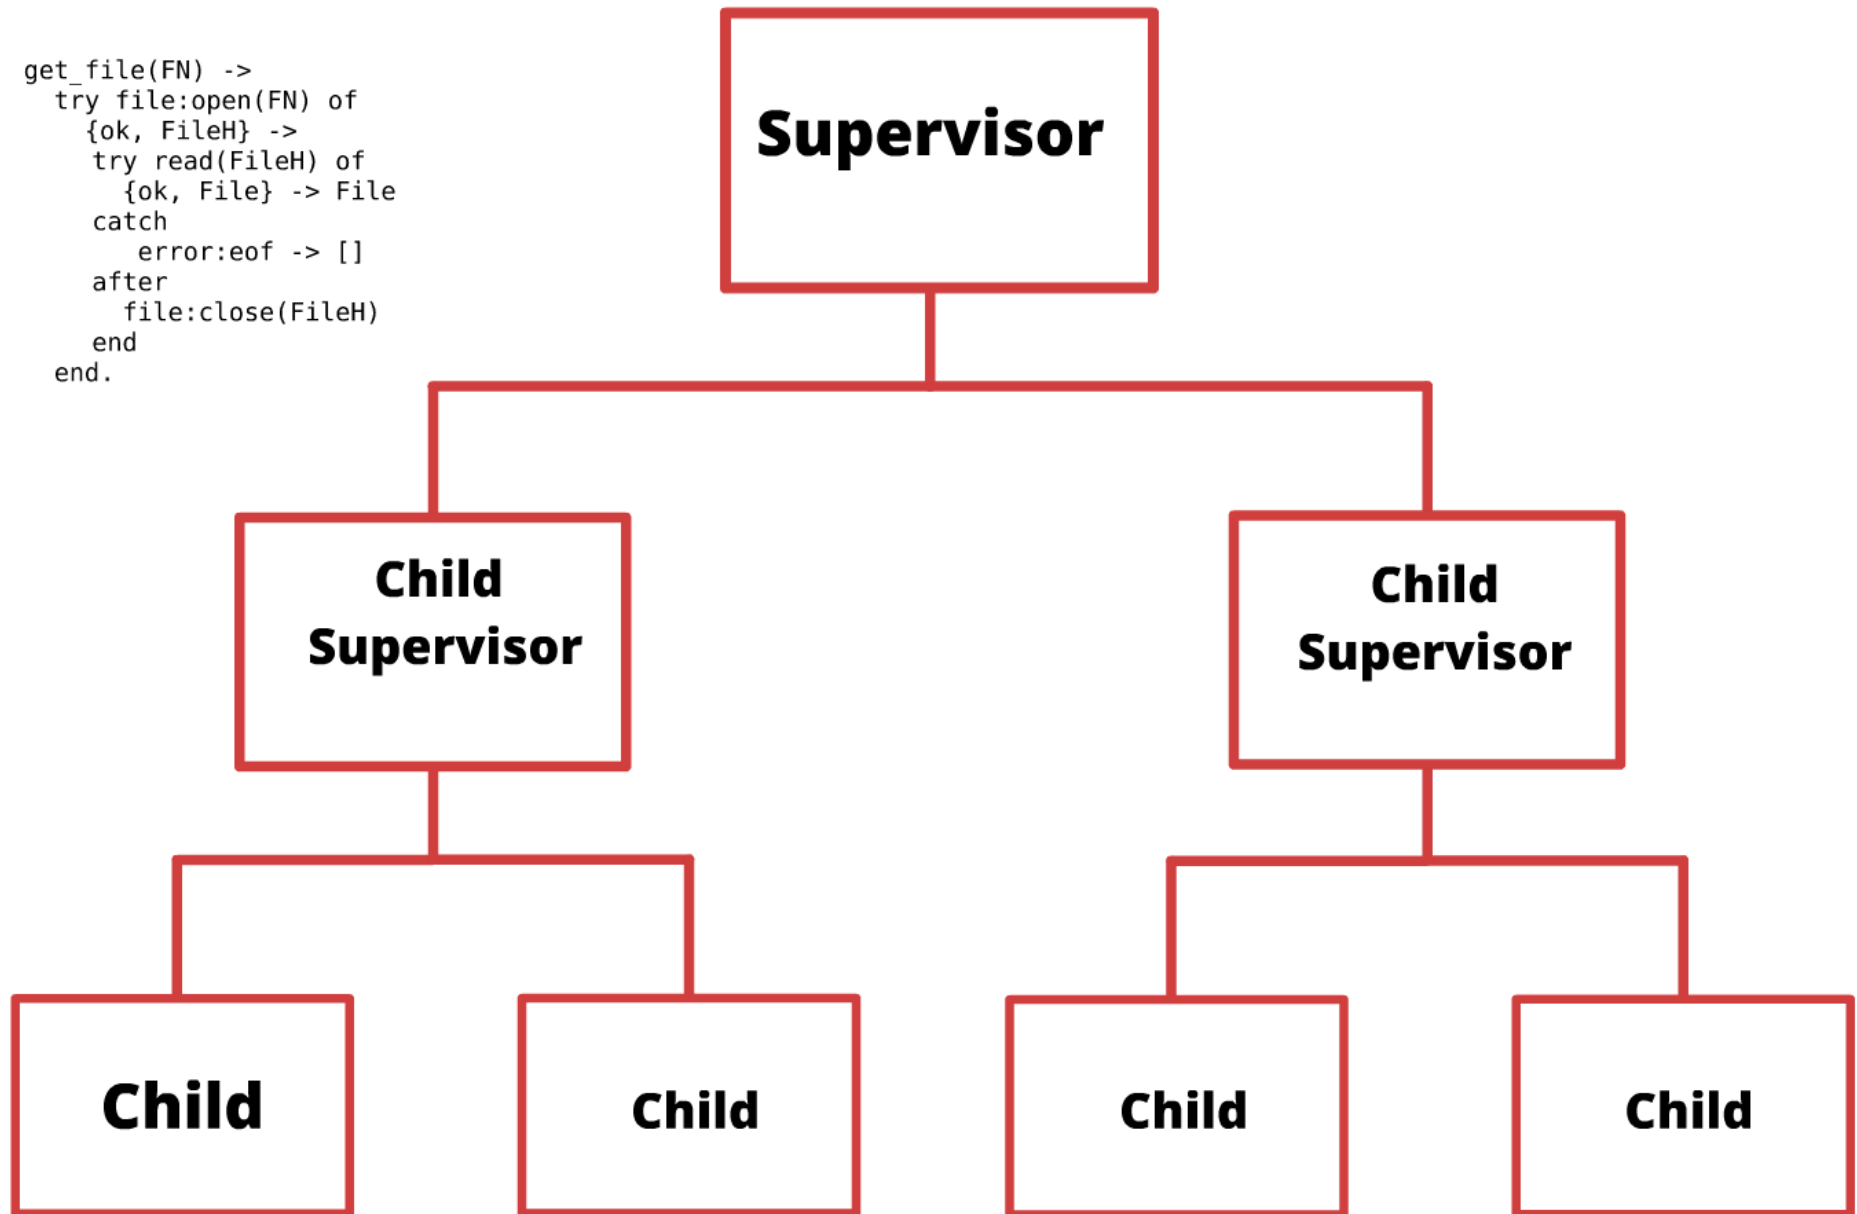 get_file(FN) ->
  try file:open(FN) of
    {ok, FileH} ->
     try read(FileH) of
       {ok, File} -> File
     catch
        error:eof -> []
     after
       file:close(FileH)
     end
  end.
Supervisor
Child
Supervisor
Child
Supervisor
Child
Child
Child
Child